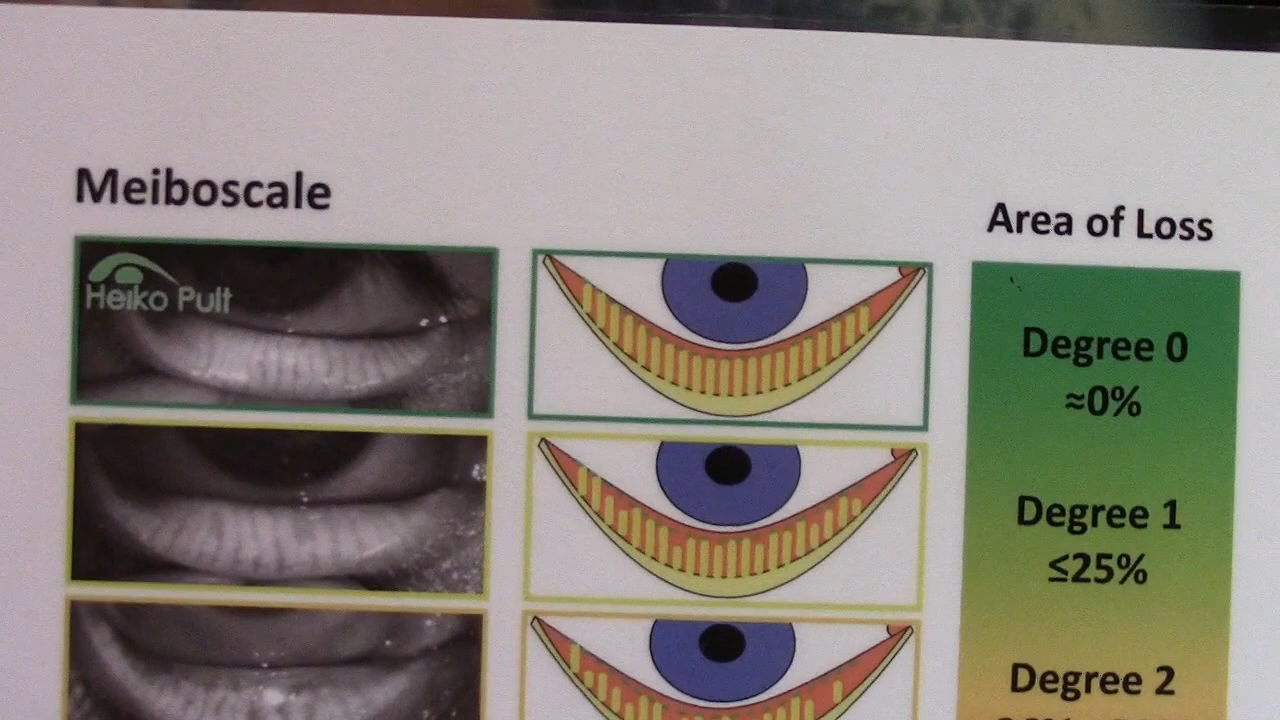 Meiboscale
Area of Loss
Heiko Pult
Degree 0
≈0%
Degree 1
≤25%
Degree 2